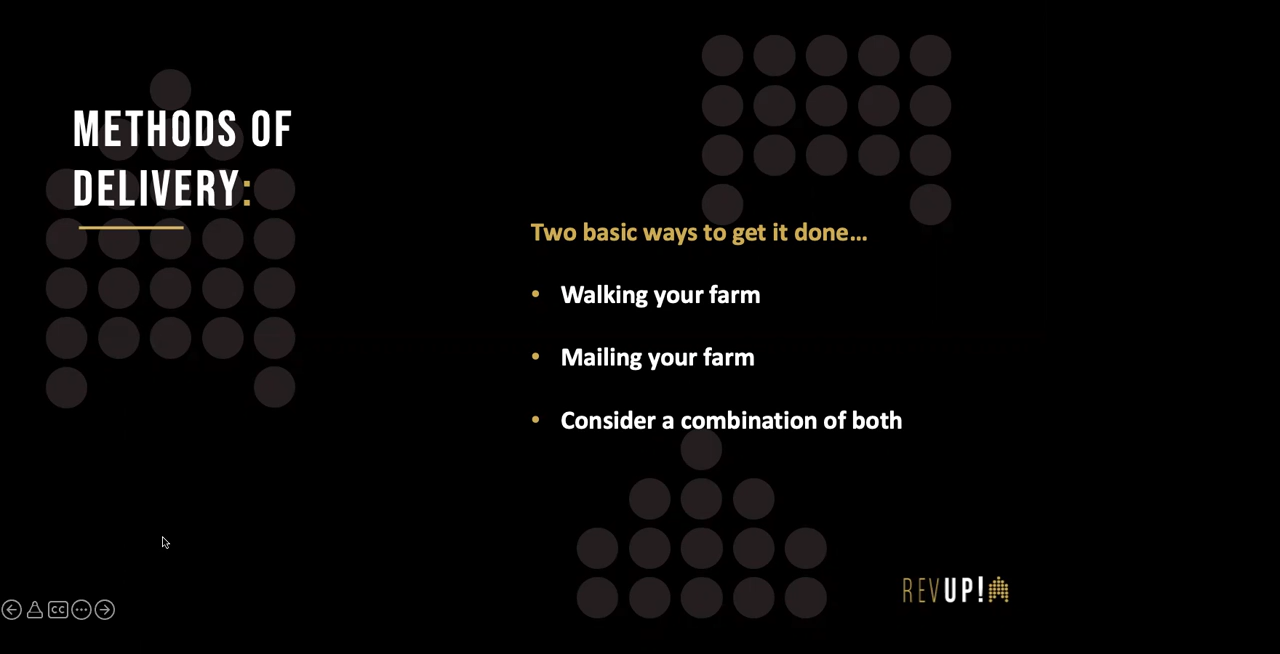 METHODS OF
DELIVERY:
Two basic ways to get it done...
• Walking your farm
• Mailing your farm
• Consider a combination of both
REVUP!
CC